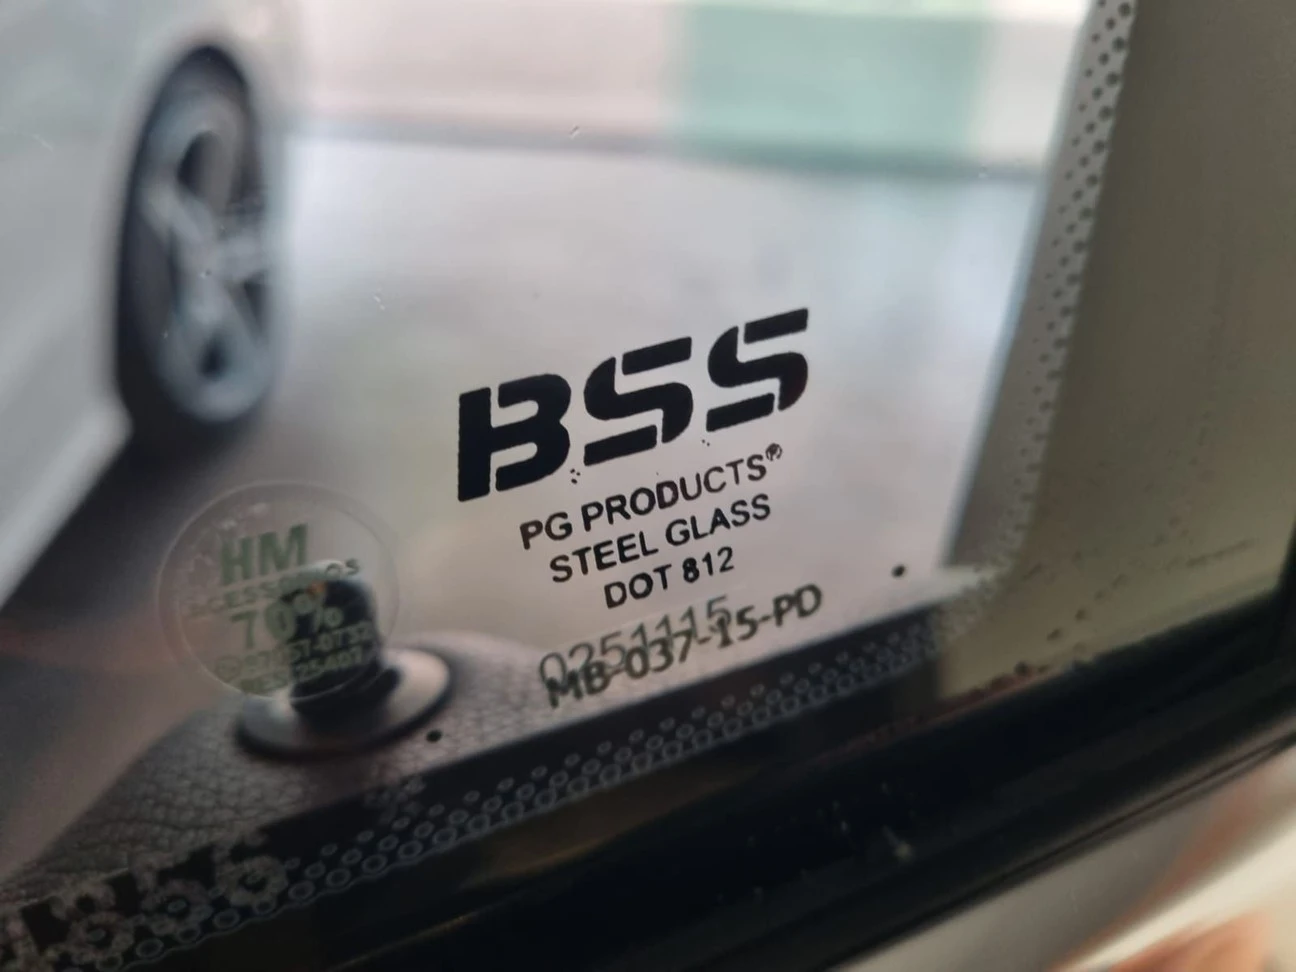 BSS
PG PRODUCTS®
STEEL GLASS
DOT 812
0251115
MB-037-15-PD
HM
70%